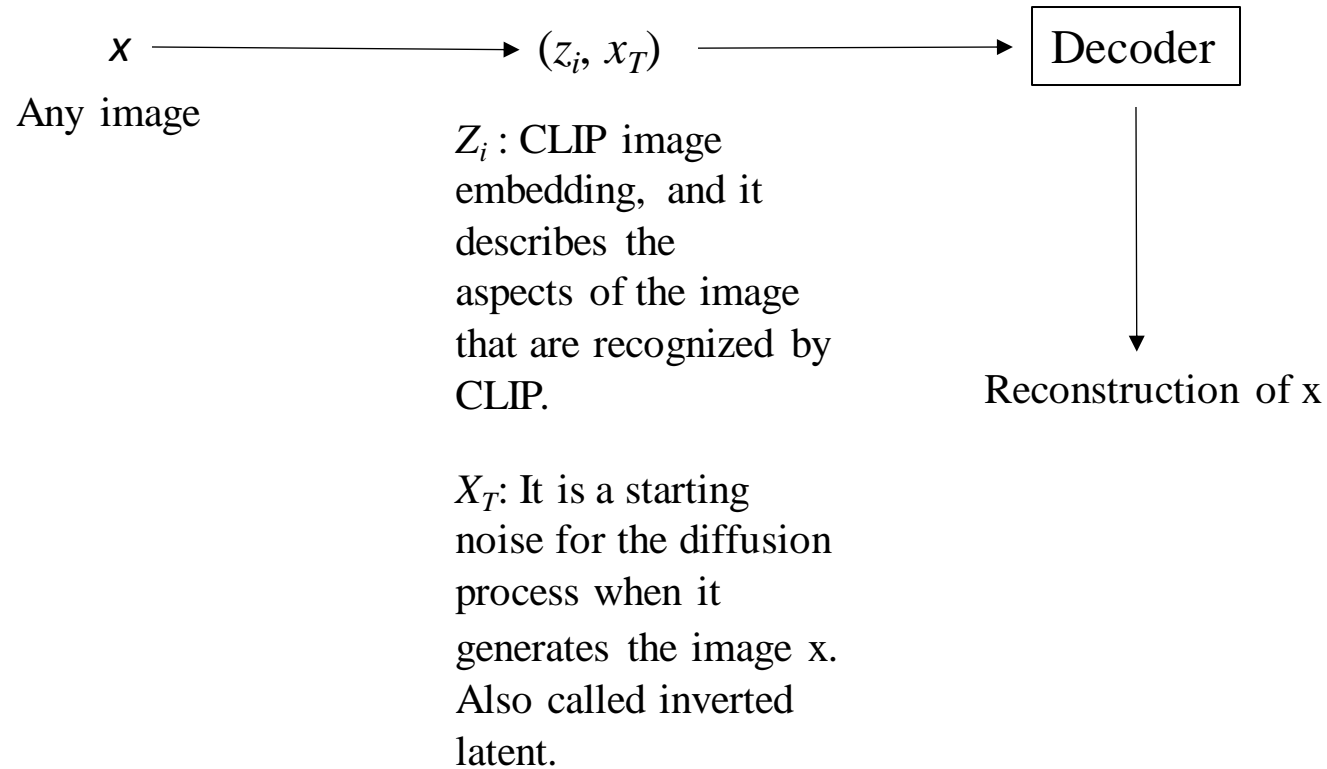 x
(z_i, x_T)
Decoder
Any image
Z_i : CLIP image
embedding, and it
describes the
aspects of the image
that are recognized by
CLIP.
Reconstruction of x
X_T: It is a starting
noise for the diffusion
process when it
generates the image x.
Also called inverted
latent.